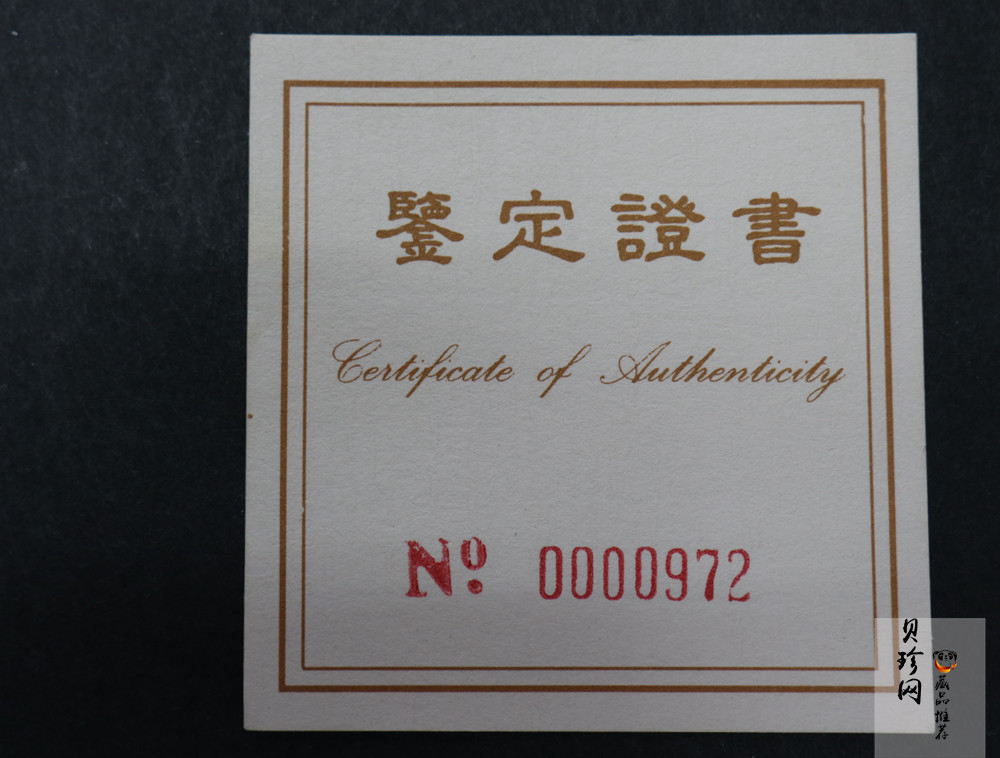 鑒定證書
Certificate of Authenticity
Nº 0000972
贝珍网
藏品推荐